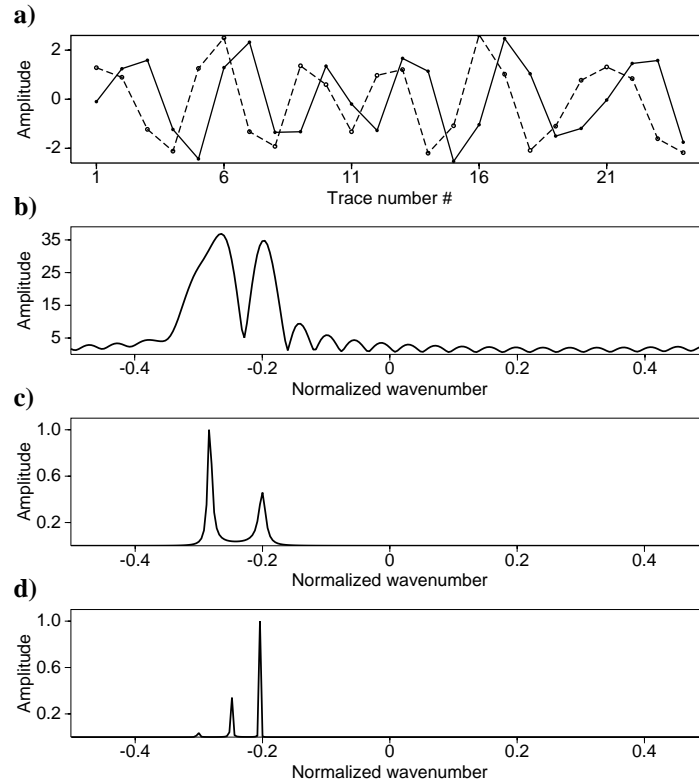 a)
2
0
-2
Amplitude
1 6 11 16 21
Trace number #
b)
35
25
15
5
Amplitude
-0.4 -0.2 0 0.2 0.4
Normalized wavenumber
c)
1.0
0.6
0.2
Amplitude
-0.4 -0.2 0 0.2 0.4
Normalized wavenumber
d)
1.0
0.6
0.2
Amplitude
-0.4 -0.2 0 0.2 0.4
Normalized wavenumber